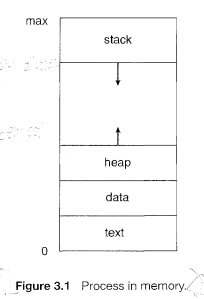 max
stack
heap
data
text
0
Figure 3.1 Process in memory.